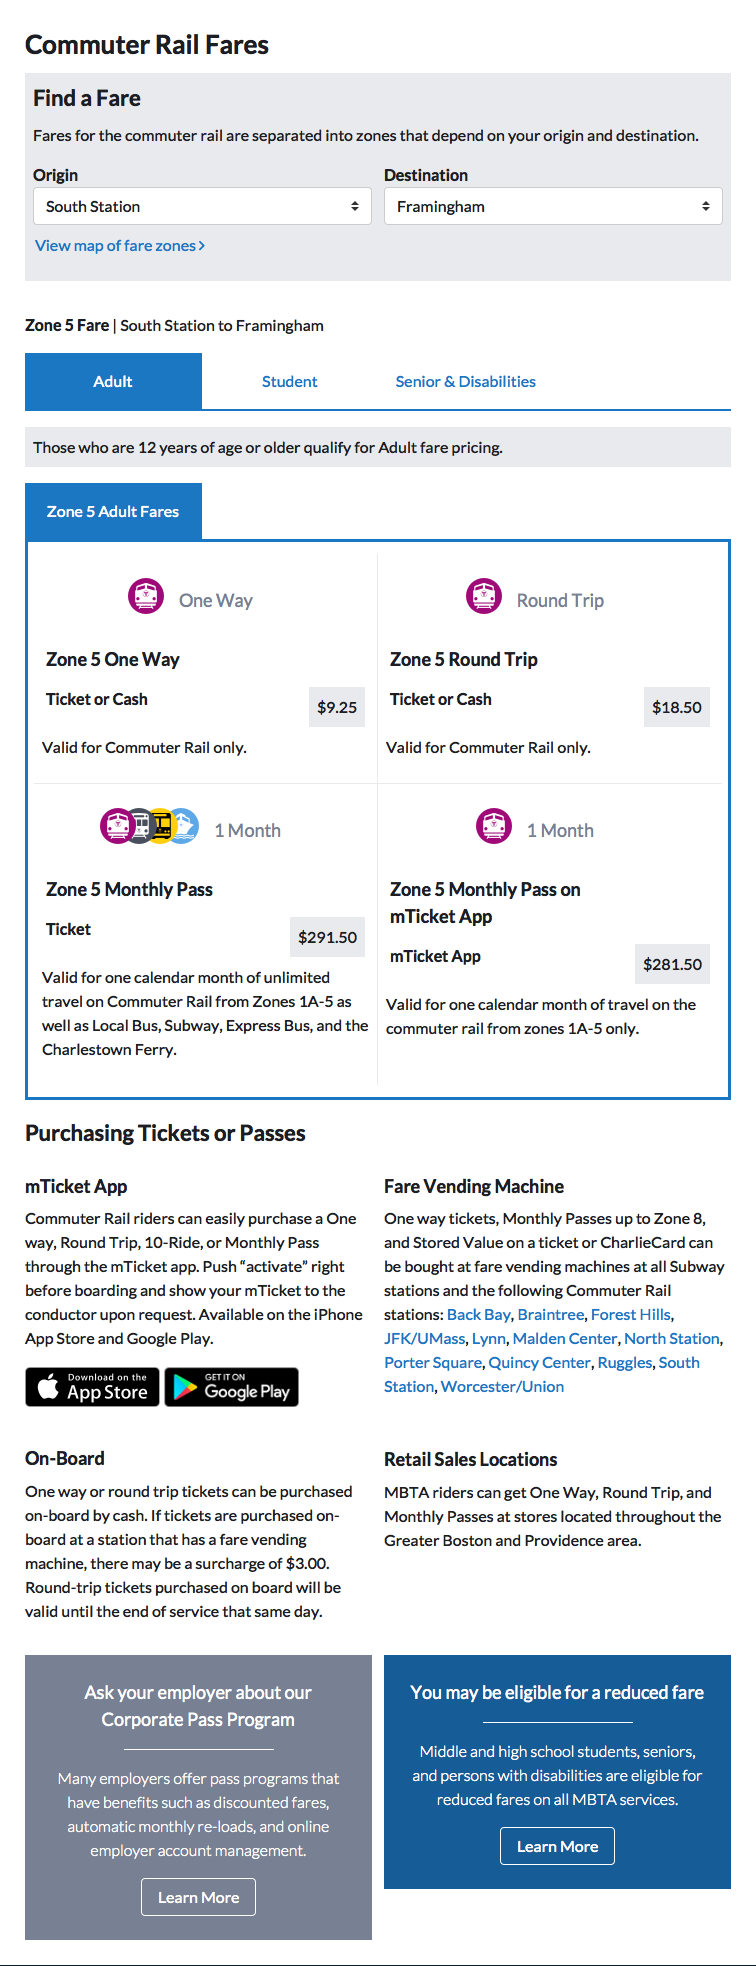 Commuter Rail Fares
Find a Fare
Fares for the commuter rail are separated into zones that depend on your origin and destination.
Origin
South Station
Destination
Framingham
View map of fare zones
Zone 5 Fare | South Station to Framingham
Adult
Student
Senior & Disabilities
Those who are 12 years of age or older qualify for Adult fare pricing.
Zone 5 Adult Fares
One Way
Zone 5 One Way
Ticket or Cash
$9.25
Valid for Commuter Rail only.
Round Trip
Zone 5 Round Trip
Ticket or Cash
$18.50
Valid for Commuter Rail only.
1 Month
Zone 5 Monthly Pass
Ticket
$291.50
Valid for one calendar month of unlimited
travel on Commuter Rail from Zones 1A-5 as
well as Local Bus, Subway, Express Bus, and the
Charlestown Ferry.
1 Month
Zone 5 Monthly Pass on
mTicket App
mTicket App
$281.50
Valid for one calendar month of travel on the
commuter rail from zones 1A-5 only.
Purchasing Tickets or Passes
mTicket App
Commuter Rail riders can easily purchase a One
way, Round Trip, 10-Ride, or Monthly Pass
through the mTicket app. Push “activate” right
before boarding and show your mTicket to the
conductor upon request. Available on the iPhone
App Store and Google Play.
Download on the
App Store
GET IT ON
Google Play
Fare Vending Machine
One way tickets, Monthly Passes up to Zone 8,
and Stored Value on a ticket or CharlieCard can
be bought at fare vending machines at all Subway
stations and the following Commuter Rail
stations: Back Bay, Braintree, Forest Hills,
JFK/UMass, Lynn, Malden Center, North Station,
Porter Square, Quincy Center, Ruggles, South
Station, Worcester/Union
On-Board
One way or round trip tickets can be purchased
on-board by cash. If tickets are purchased on-
board at a station that has a fare vending
machine, there may be a surcharge of $3.00.
Round-trip tickets purchased on board will be
valid until the end of service that same day.
Retail Sales Locations
MBTA riders can get One Way, Round Trip, and
Monthly Passes at stores located throughout the
Greater Boston and Providence area.
Ask your employer about our
Corporate Pass Program
Many employers offer pass programs that
have benefits such as discounted fares,
automatic monthly re-loads, and online
employer account management.
Learn More
You may be eligible for a reduced fare
Middle and high school students, seniors,
and persons with disabilities are eligible for
reduced fares on all MBTA services.
Learn More